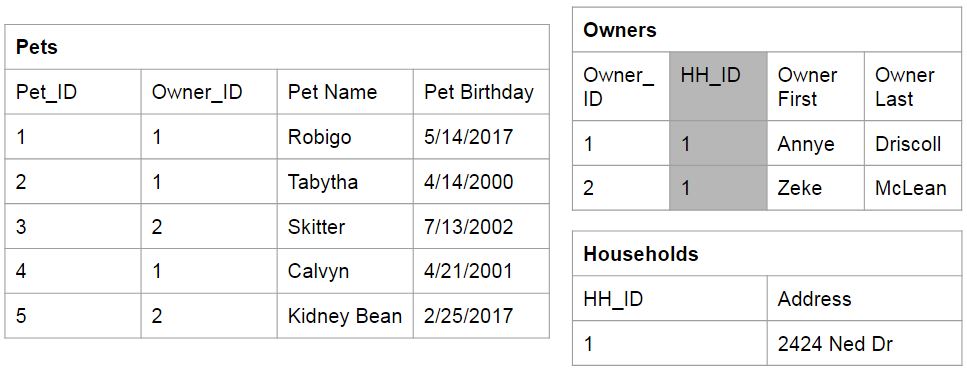 Pets
Pet_ID Owner_ID Pet Name Pet Birthday
1 1 Robigo 5/14/2017
2 1 Tabytha 4/14/2000
3 2 Skitter 7/13/2002
4 1 Calvyn 4/21/2001
5 2 Kidney Bean 2/25/2017
Owners
Owner_ HH_ID Owner Owner
ID First Last
1 1 Annye Driscoll
2 1 Zeke McLean
Households
HH_ID Address
1 2424 Ned Dr